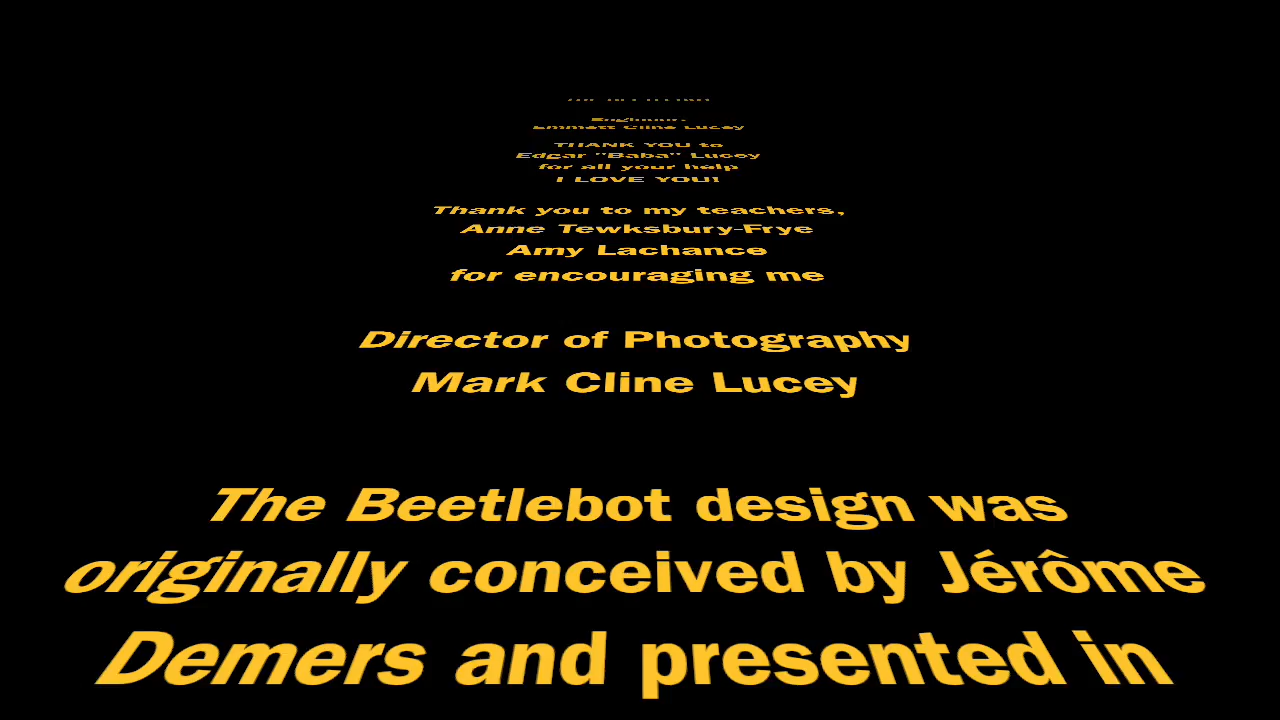 Engineer:
Emmett Cline Lucey
THANK YOU to
Edgar "Baba" Lucey
for all your help
I LOVE YOU!
Thank you to my teachers,
Anne Tewksbury-Frye
Amy Lachance
for encouraging me
Director of Photography
Mark Cline Lucey
The Beetlebot design was
originally conceived by Jérôme
Demers and presented in